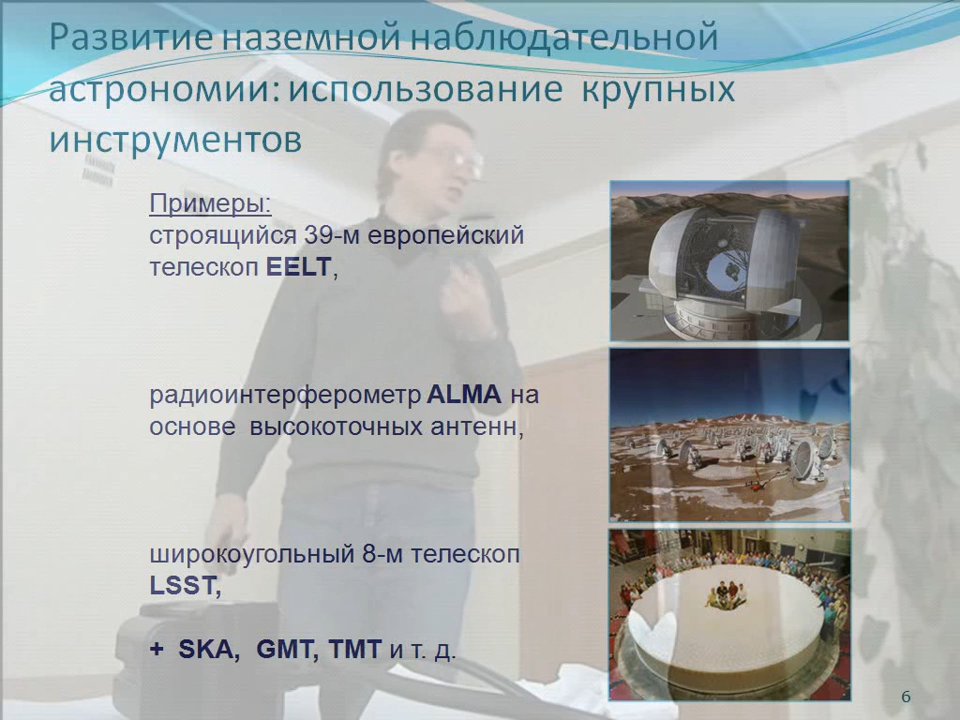 Развитие наземной наблюдательной
астрономии: использование крупных
инструментов
Примеры:
строящийся 39-м европейский
телескоп EELT,
радиоинтерферометр ALMA на
основе высокоточных антенн,
широкоугольный 8-м телескоп
LSST,
+ SKA, GMT, TMT и т. д.
6